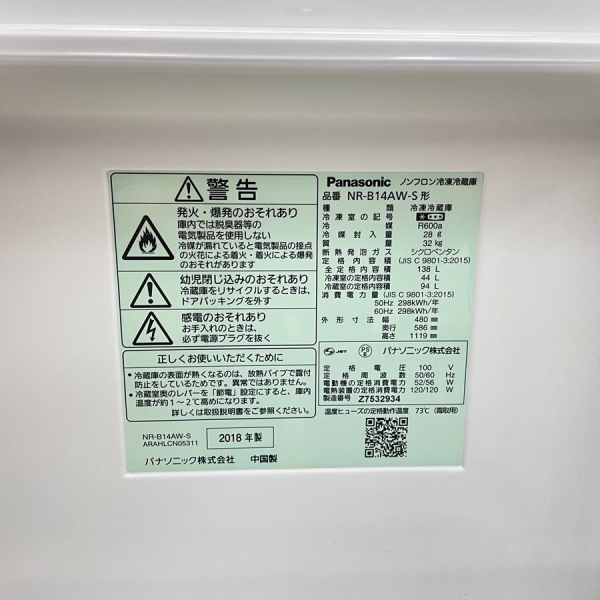 警告
発火・爆発のおそれあり
庫内では脱臭器等の
電気製品を使用しない
冷媒が漏れていると電気製品の接点
の火花による着火・着火による爆発
のおそれあり
幼児閉じ込みのおそれあり
冷蔵庫をリサイクルするときは、
ドアパッキングを外す
感電のおそれあり
お手入れのときは、必ず
電源プラグを抜く
正しくお使いいただくために
・冷蔵庫の表面が熱くなるのは、放熱パイプで露付
防止をしています。異常ではありません。
・冷蔵室奥のレバーを「節電」設定にすると、庫内
温度が約1〜2℃高めになります。
詳しくは取扱説明書をご覧ください。
NR-B14AW-S
ARAHLCN05311
2018年製
パナソニック株式会社 中国製
Panasonic ノンフロン冷凍冷蔵庫
品番 NR-B14AW-S形
種類 冷凍冷蔵庫
冷凍室の記号 ＊＊＊＊
冷媒 R600a
冷媒封入量 28 g
質量 32 kg
断熱発泡ガス シクロペンタン
定格内容積 (JIS C 9801-3:2015)
全定格内容積 138 L
冷凍室の定格内容積 44 L
冷蔵室の定格内容積 94 L
消費電力量 (JIS C 9801-3:2015)
50Hz 298kWh/年
60Hz 298kWh/年
外形寸法 幅 480 mm
奥行 586 mm
高さ 1119 mm
JET PS E パナソニック株式会社
定格電圧 100 V
定格周波数 50/60 Hz
電動機の定格消費電力 52/56 W
電熱装置の定格消費電力 120/120 W
製造番号 Z7532934
温度ヒューズの定格動作温度 73℃ (霜取用)